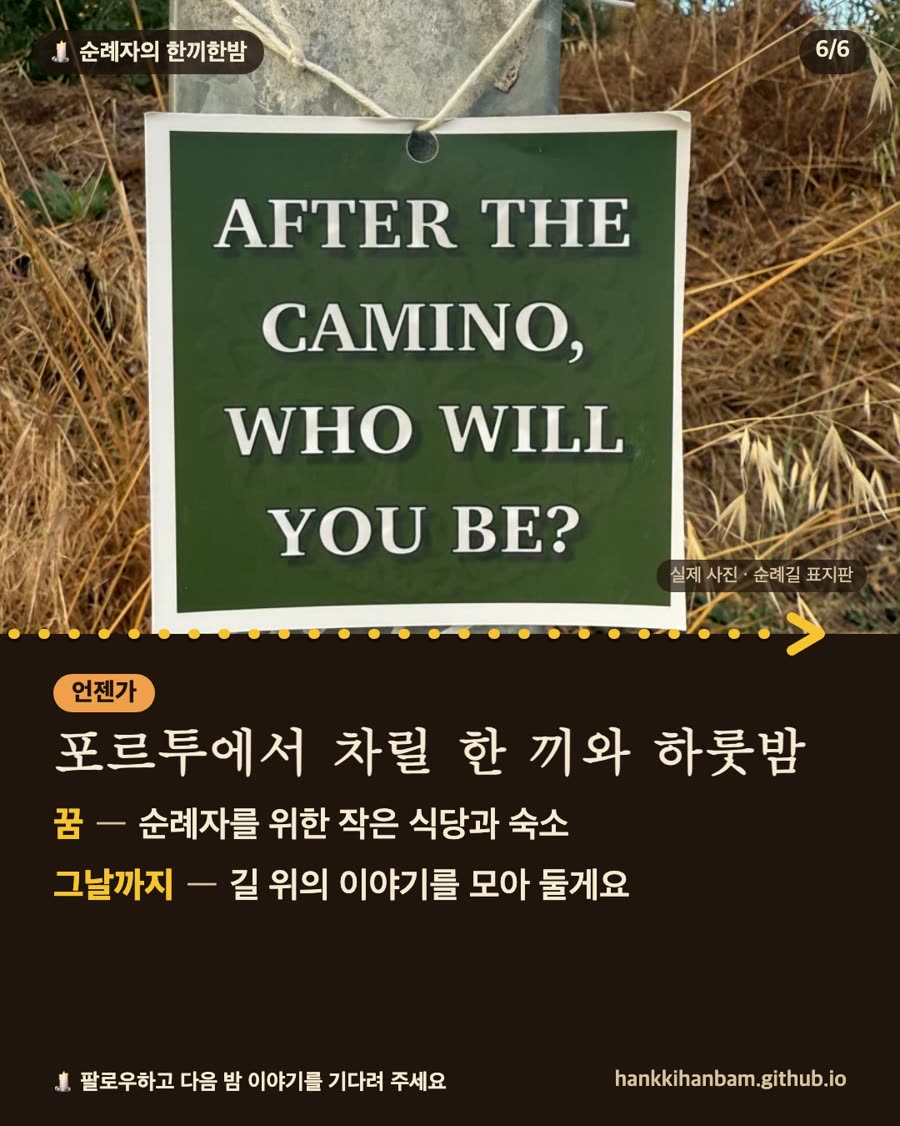 순례자의 한끼한밤
6/6
AFTER THE
CAMINO,
WHO WILL
YOU BE?
실제 사진 · 순례길 표지판
언젠가
포르투에서 차릴 한 끼와 하룻밤
꿈 — 순례자를 위한 작은 식당과 숙소
그날까지 — 길 위의 이야기를 모아 둘게요
팔로우하고 다음 밤 이야기를 기다려 주세요
hankkihanbam.github.io